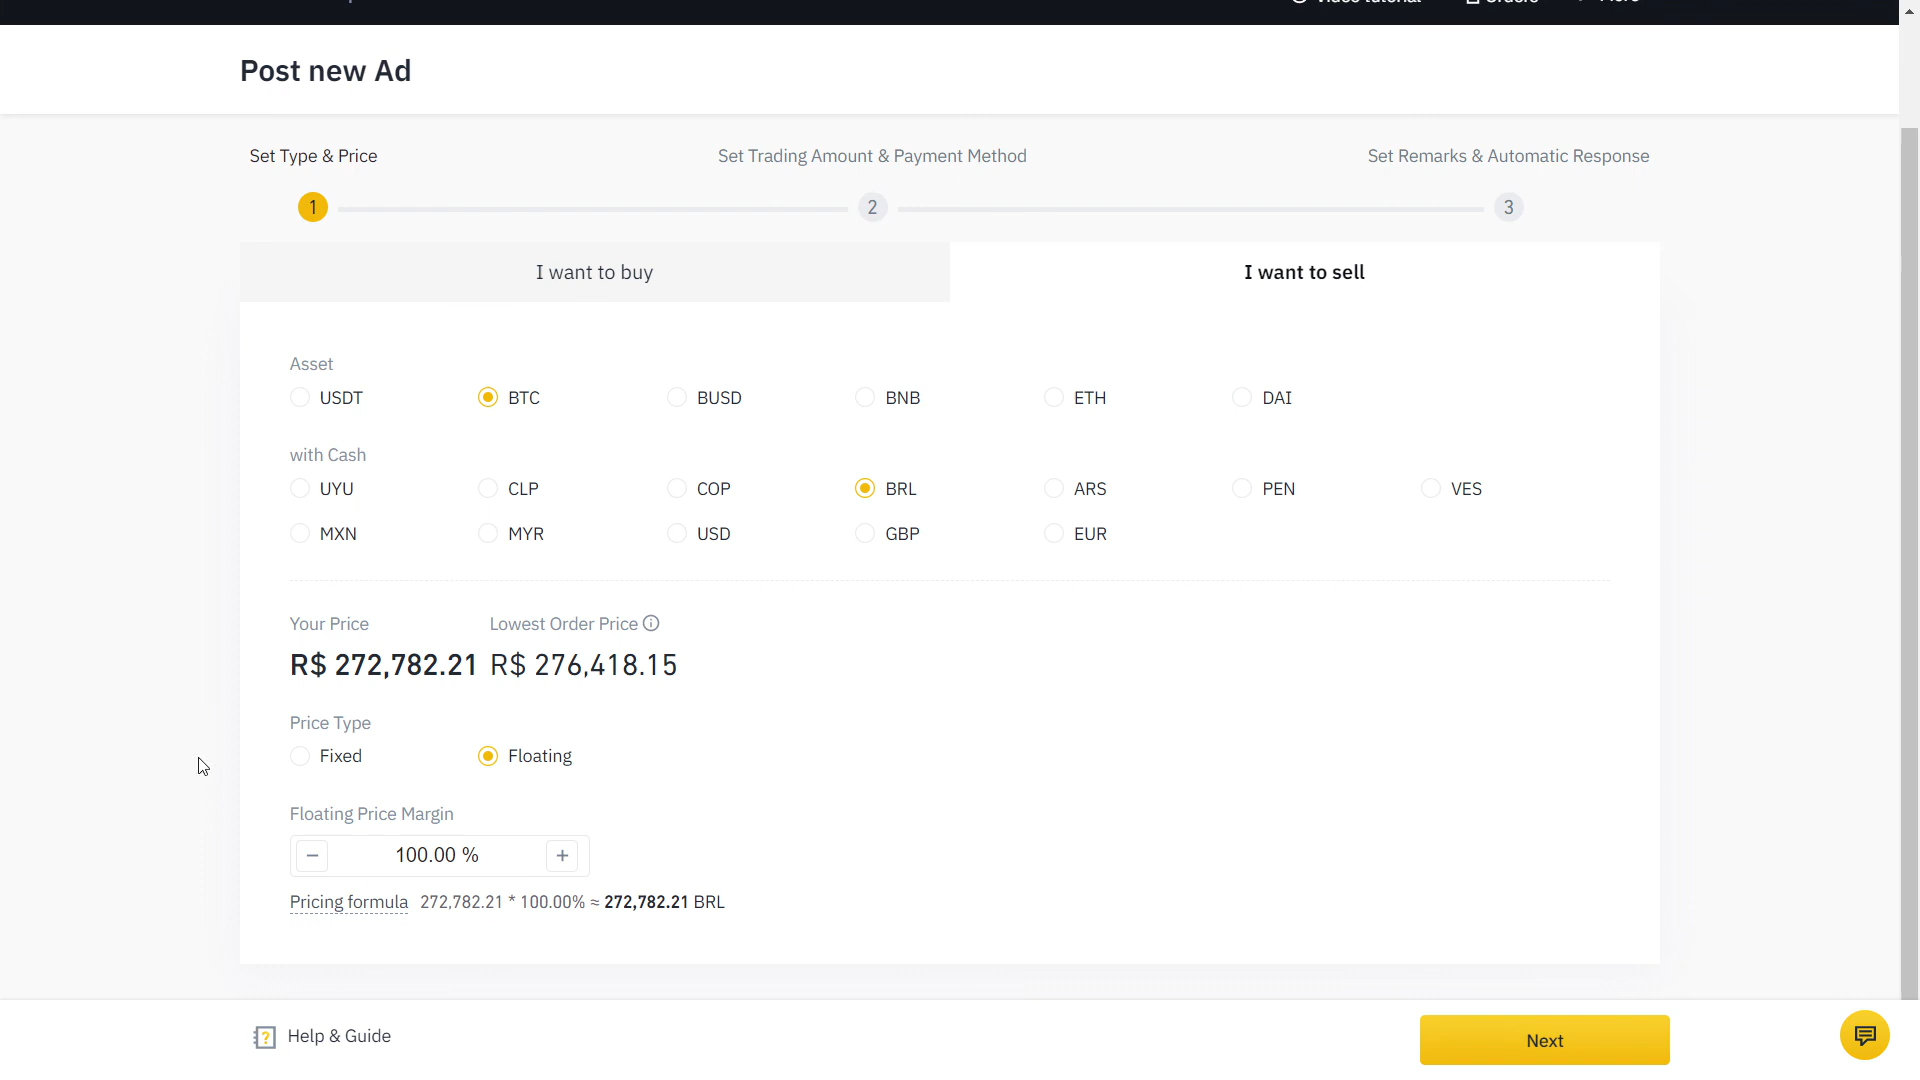 Post new Ad
Set Type & Price
Set Trading Amount & Payment Method
Set Remarks & Automatic Response
1
2
3
I want to buy
I want to sell
Asset
USDT BTC BUSD BNB ETH DAI
with Cash
UYU CLP COP BRL ARS PEN VES
MXN MYR USD GBP EUR
Your Price Lowest Order Price
R$ 272,782.21 R$ 276,418.15
Price Type
Fixed Floating
Floating Price Margin
− 100.00 % +
Pricing formula 272,782.21 * 100.00% ≈ 272,782.21 BRL
? Help & Guide
Next